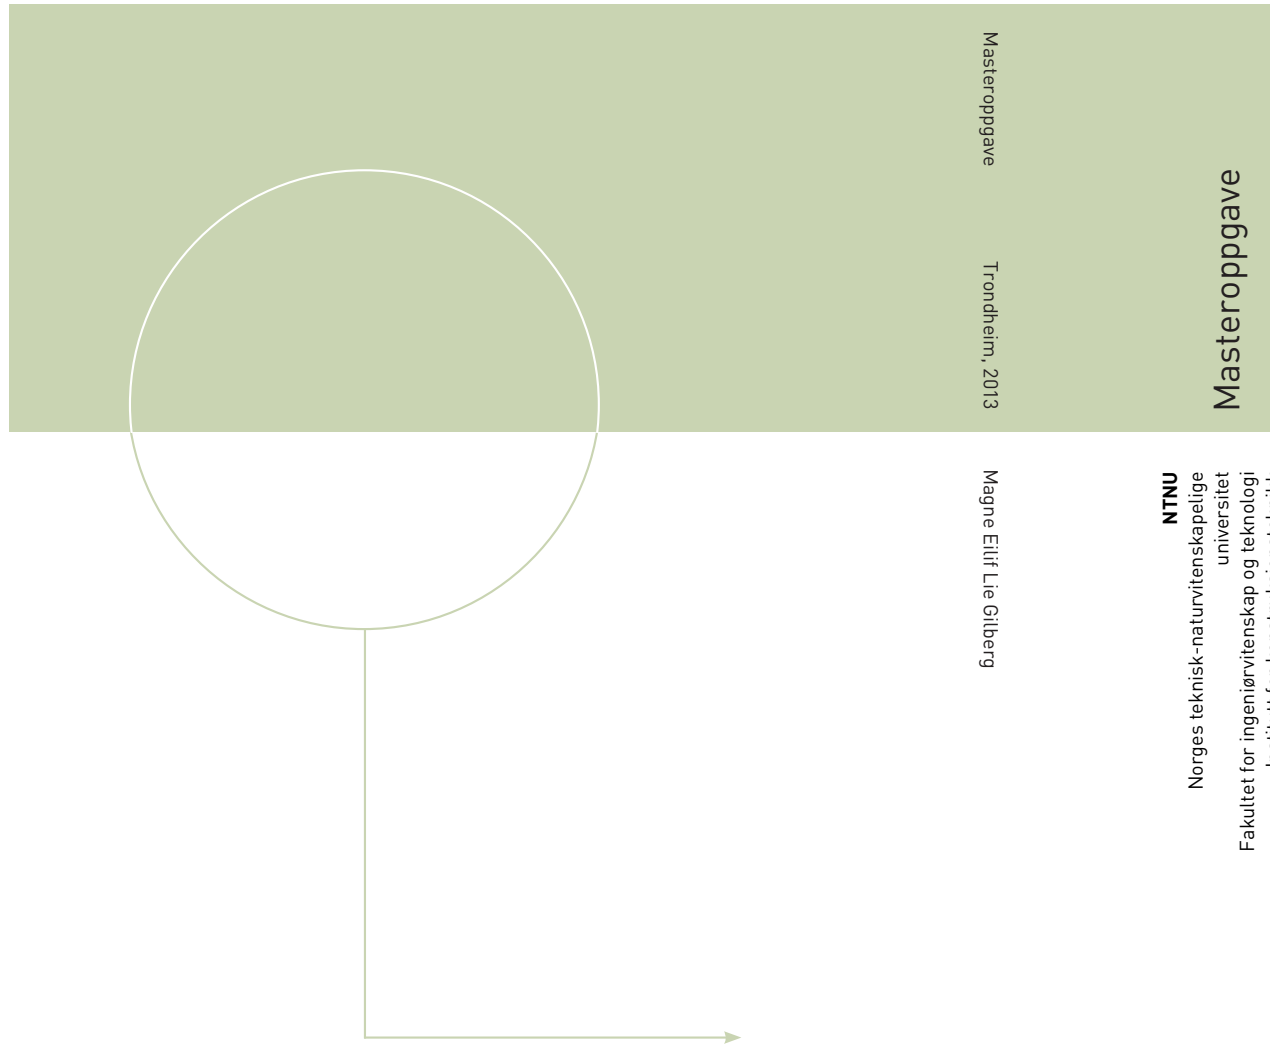 Masteroppgave
Trondheim, 2013
Magne Eilif Lie Gilberg
Masteroppgave
NTNU
Norges teknisk-naturvitenskapelige
universitet
Fakultet for ingeniørvitenskap og teknologi